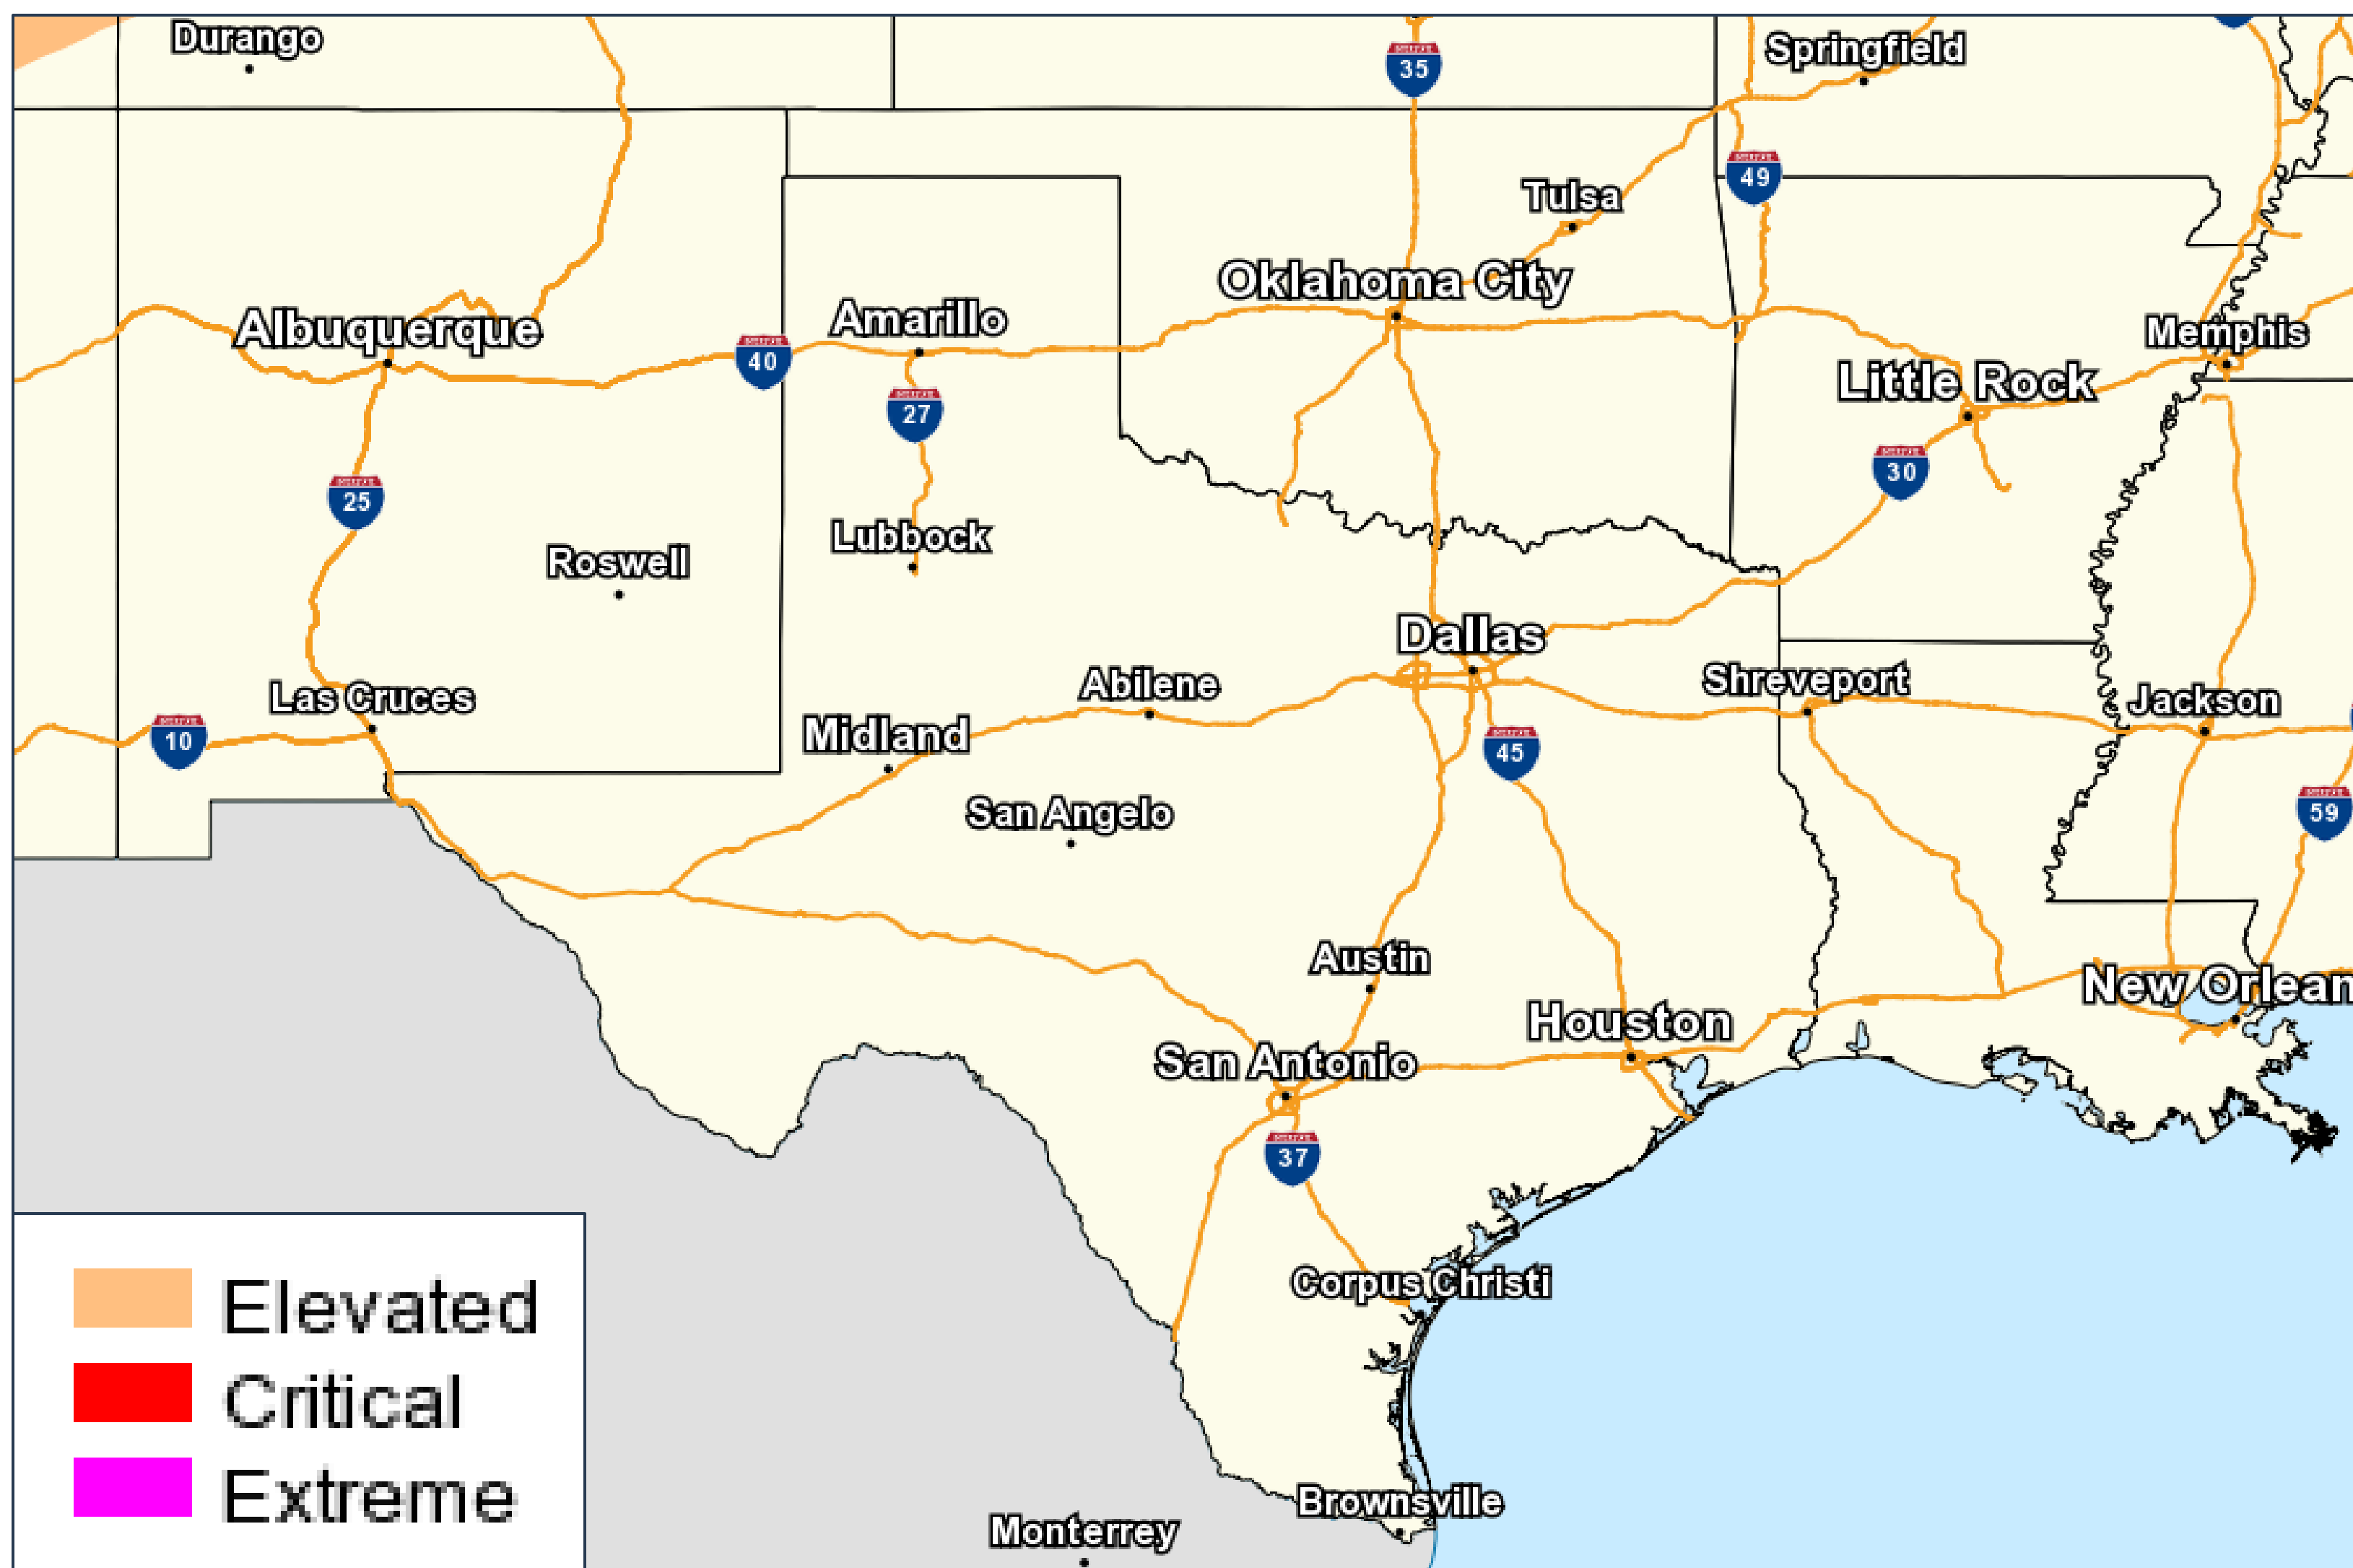 Durango
35
Springfield
49
Tulsa
Oklahoma City
Albuquerque
Amarillo
40
Memphis
Little Rock
27
30
25
Lubbock
Roswell
Dallas
Abilene
Shreveport
Las Cruces
Jackson
10
Midland
45
San Angelo
59
Austin
New Orlean
Houston
San Antonio
37
Corpus Christi
Elevated
Critical
Extreme
Brownsville
Monterrey